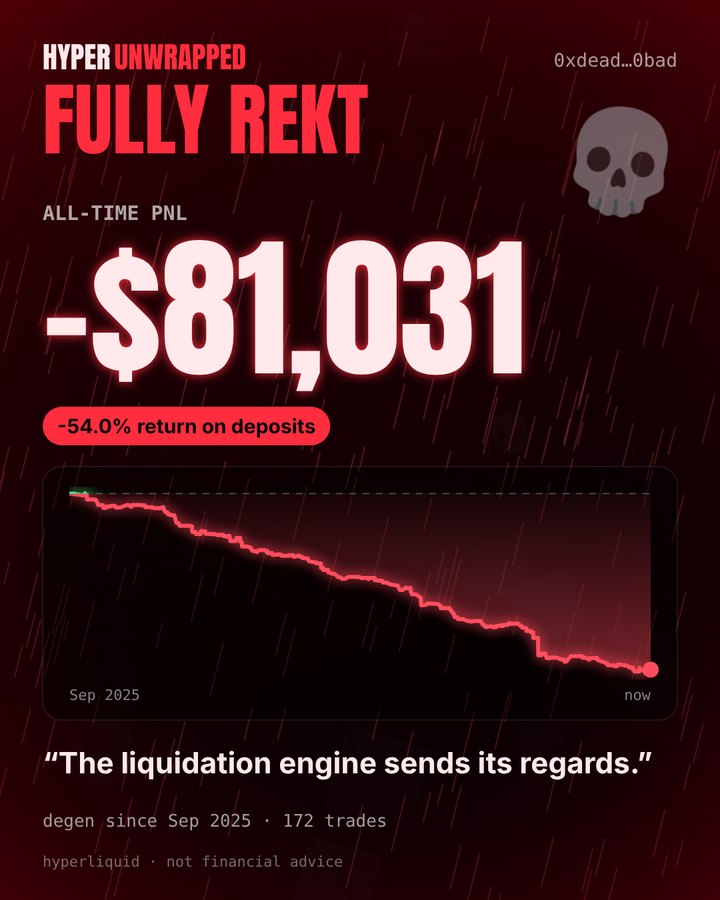 HYPER UNWRAPPED
0xdead…0bad
FULLY REKT
ALL-TIME PNL
-$81,031
-54.0% return on deposits
Sep 2025
now
“The liquidation engine sends its regards.”
degen since Sep 2025 · 172 trades
hyperliquid · not financial advice